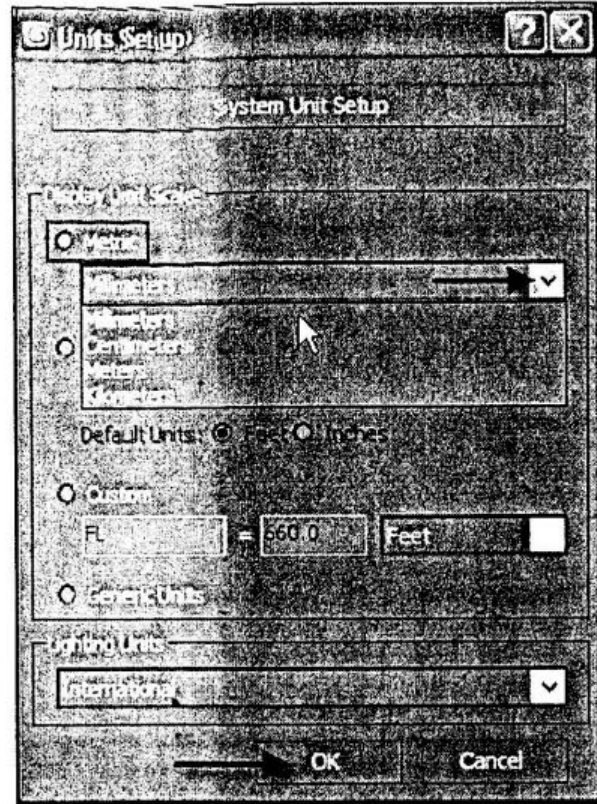 Units Setup
System Unit Setup
Display Unit Scale
Metric
Millimeters
Millimeters
Centimeters
Meters
Kilometers
Default Units: Feet Inches
Custom
FL = 660.0 Feet
Generic Units
Lighting Units
International
OK Cancel